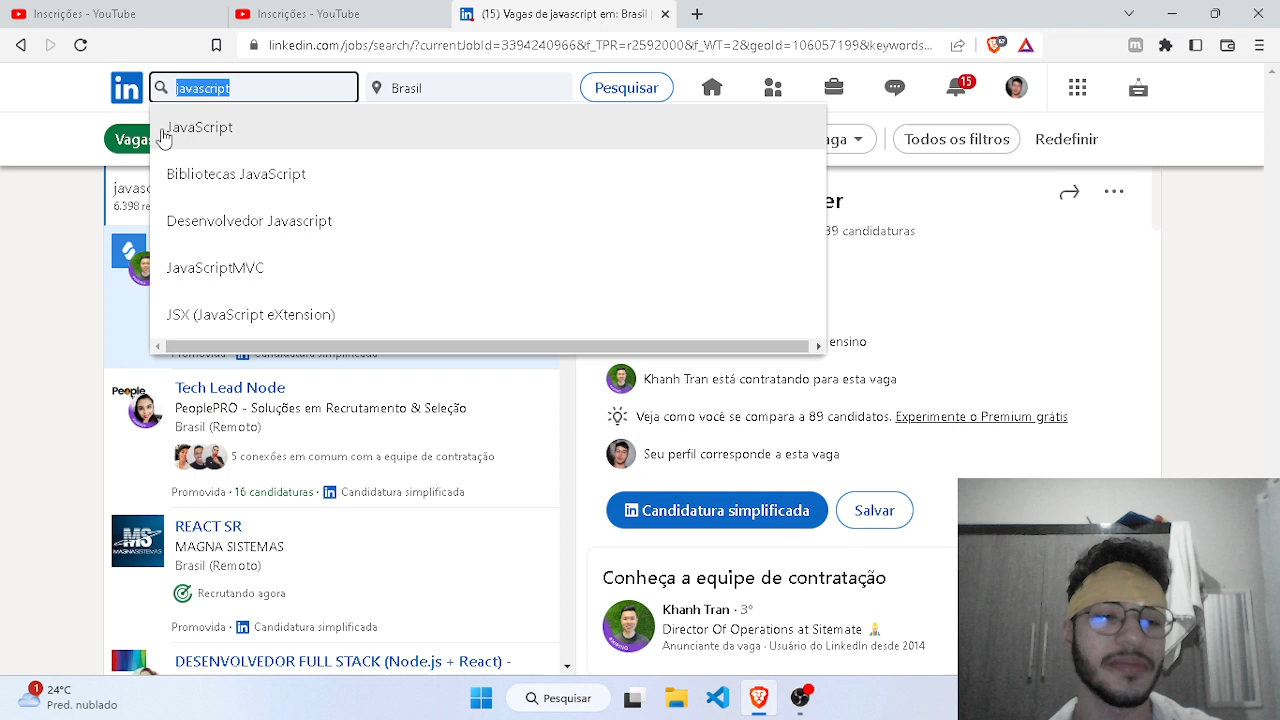 Inscrições - YouTube
Inscrições - YouTube
(15) Vagas de javascript em: Brasil
linkedin.com/jobs/search/?currentJobId=3394240926&f_TPR=r2592000&f_WT=2&geoId=106057199&keywords...
in
javascript
Brasil
Pesquisar
15
Vagas
aga
Todos os filtros
Redefinir
JavaScript
Bibliotecas JavaScript
Desenvolvedor Javascript
JavaScriptMVC
JSX (JavaScript eXtension)
javasc
6.398 re
Promovida · Candidatura simplificada
People
Tech Lead Node
PeoplePRO - Soluções em Recrutamento & Seleção
Brasil (Remoto)
5 conexões em comum com a equipe de contratação
Promovida · 16 candidaturas · Candidatura simplificada
MS
MAGNASISTEMAS
REACT SR
MAGNA SISTEMAS
Brasil (Remoto)
Recrutando agora
Promovida · Candidatura simplificada
DESENVOLVEDOR FULL STACK (Node.js + React) -
er
89 candidaturas
ensino
Khanh Tran está contratando para esta vaga
Veja como você se compara a 89 candidatos. Experimente o Premium grátis
Seu perfil corresponde a esta vaga
Candidatura simplificada
Salvar
Conheça a equipe de contratação
Khanh Tran · 3º
Director Of Operations at Sitemate
Anunciante da vaga · Usuário do LinkedIn desde 2014
1
24°C
Pred. nublado
Pesquisar